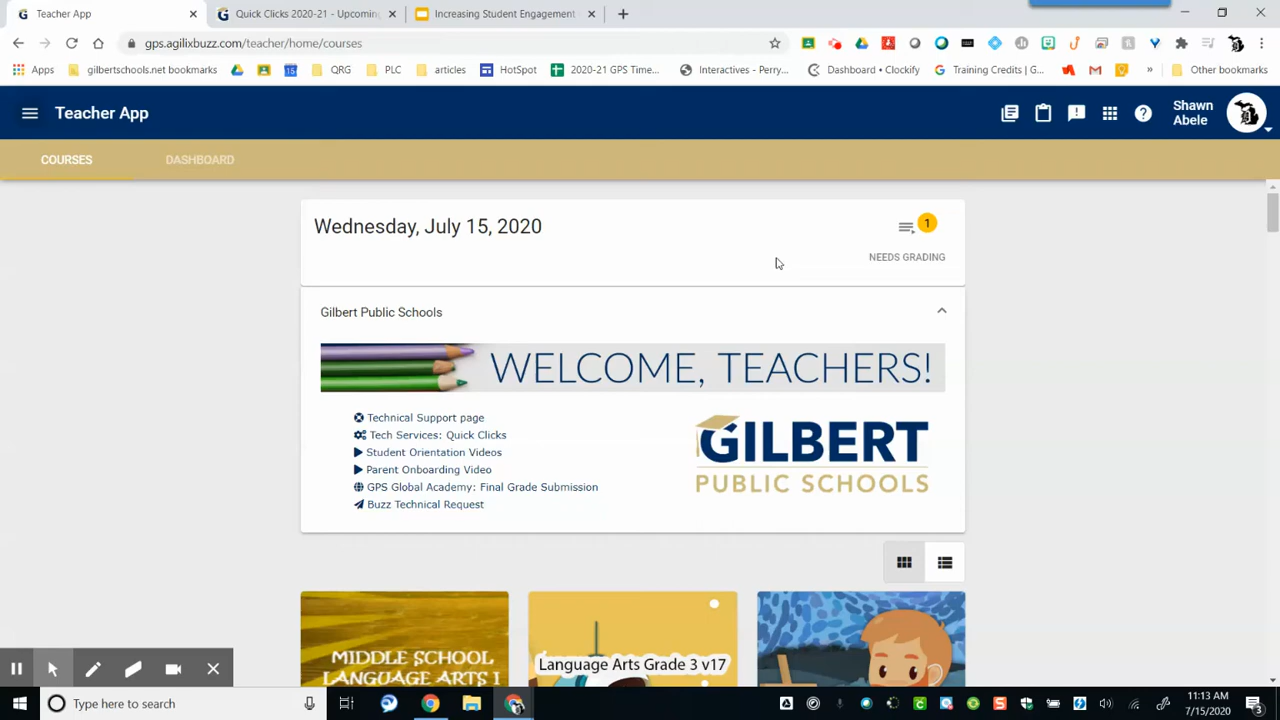 Teacher App
Quick Clicks 2020-21 - Upcoming
Increasing Student Engagement
gps.agilixbuzz.com/teacher/home/courses
Apps
gilbertschools.net bookmarks
QRG
PLC
articles
HotSpot
2020-21 GPS Time...
Interactives - Perry...
Dashboard • Clockify
Training Credits | G...
»
Other bookmarks
Teacher App
Shawn
Abele
COURSES
DASHBOARD
Wednesday, July 15, 2020
1
NEEDS GRADING
Gilbert Public Schools
WELCOME, TEACHERS!
Technical Support page
Tech Services: Quick Clicks
Student Orientation Videos
Parent Onboarding Video
GPS Global Academy: Final Grade Submission
Buzz Technical Request
GILBERT
PUBLIC SCHOOLS
MIDDLE SCHOOL
LANGUAGE ARTS I
Language Arts Grade 3 v17
Type here to search
11:13 AM
7/15/2020
3